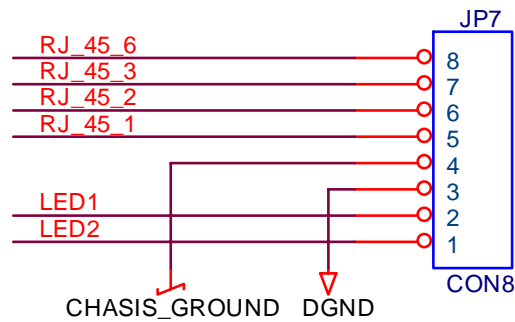 JP7
RJ_45_6
8
RJ_45_3
7
RJ_45_2
6
RJ_45_1
5
4
3
LED1
2
LED2
1
CON8
CHASIS_GROUND DGND